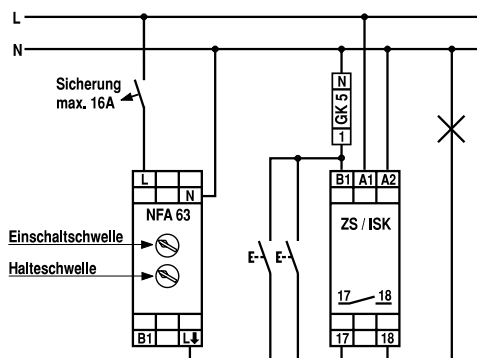 L
N
Sicherung
max. 16A
N
GK 5
1
L
N
NFA 63
B1 A1 A2
ZS / ISK
Einschaltschwelle
Halteschwelle
17 18
B1 L⬇
17 18